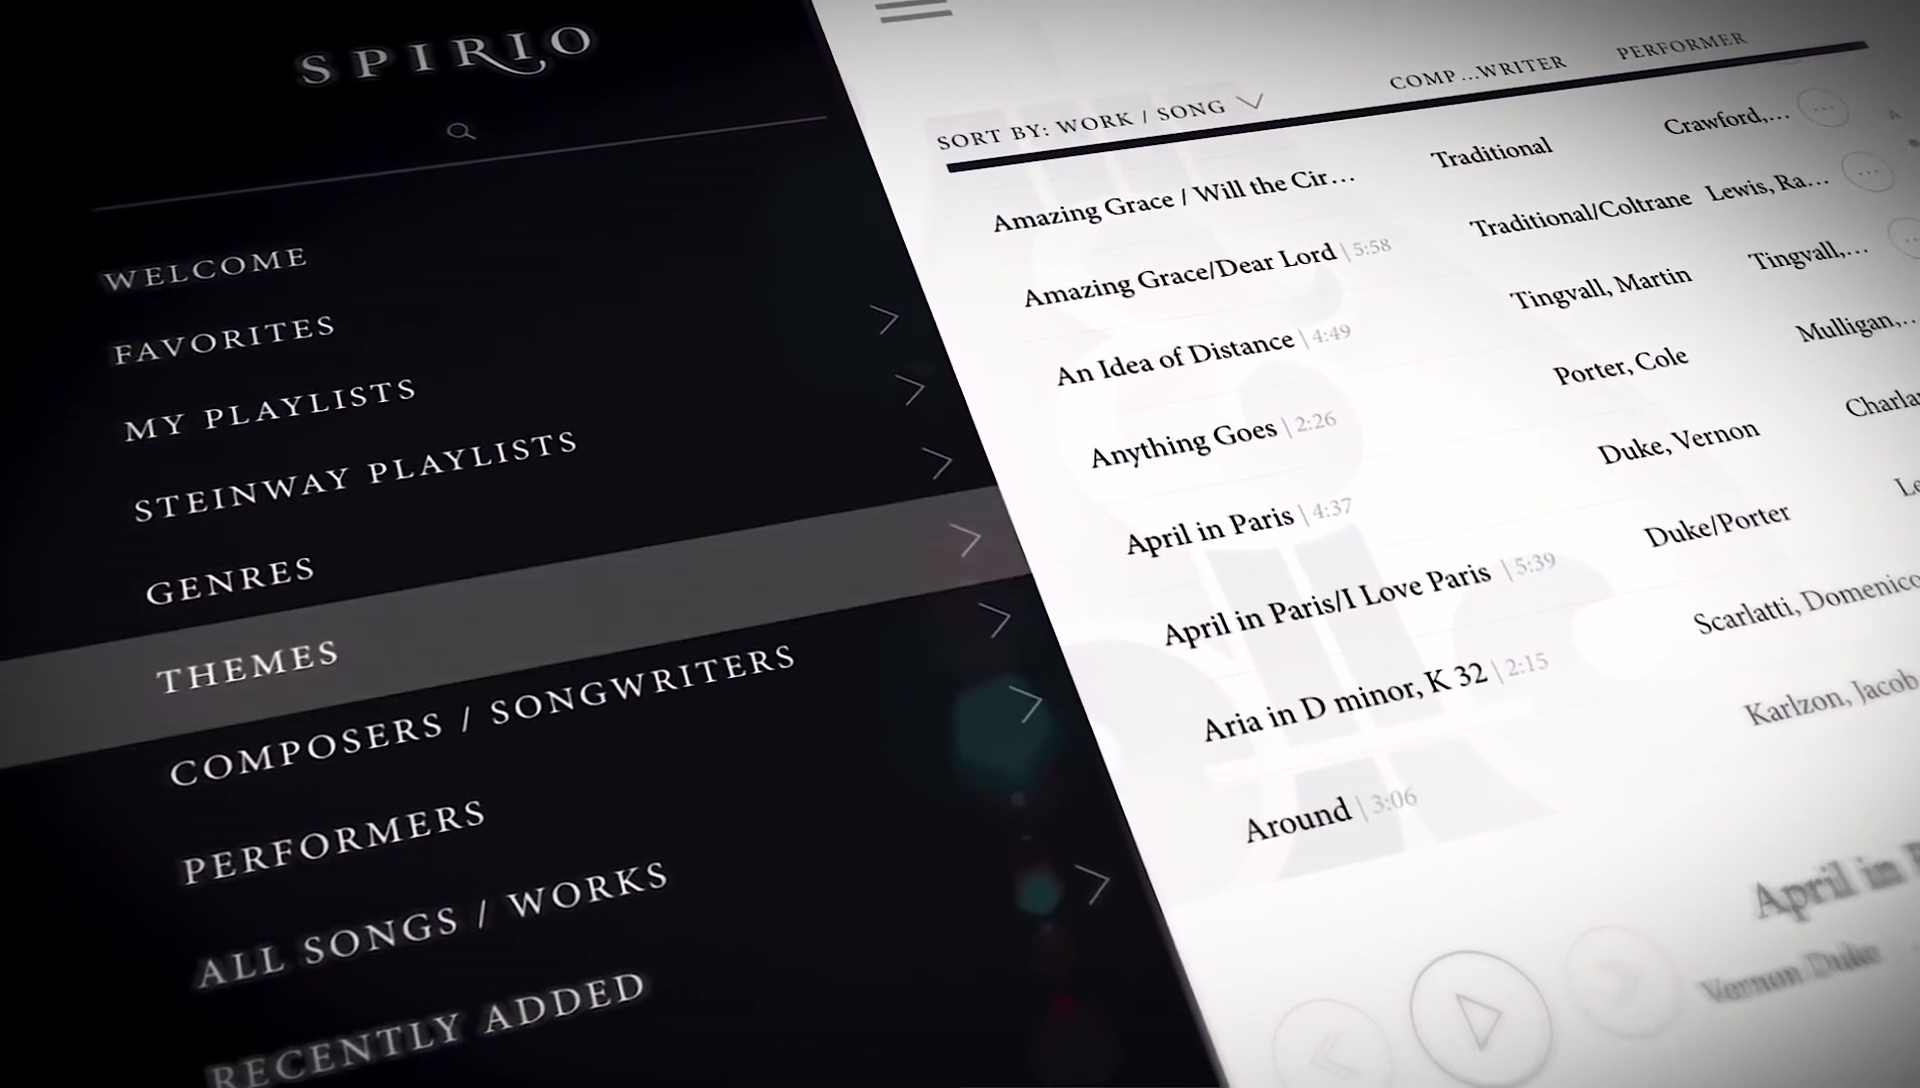 SPIRIO
WELCOME
FAVORITES
MY PLAYLISTS
STEINWAY PLAYLISTS
GENRES
THEMES
COMPOSERS / SONGWRITERS
PERFORMERS
ALL SONGS / WORKS
RECENTLY ADDED
SORT BY: WORK / SONG COMP...WRITER PERFORMER
Amazing Grace / Will the Cir... Traditional Crawford,...
Amazing Grace/Dear Lord | 5:58 Traditional/Coltrane Lewis, Ra...
An Idea of Distance | 4:49 Tingvall, Martin Tingvall,...
Anything Goes | 2:26 Porter, Cole Mulligan,..
April in Paris | 4:37 Duke, Vernon Charla
April in Paris/I Love Paris | 5:39 Duke/Porter Le
Aria in D minor, K 32 | 2:15 Scarlatti, Domenico
Around | 3:06 Karlzon, Jacob
April in
Vernon Duke